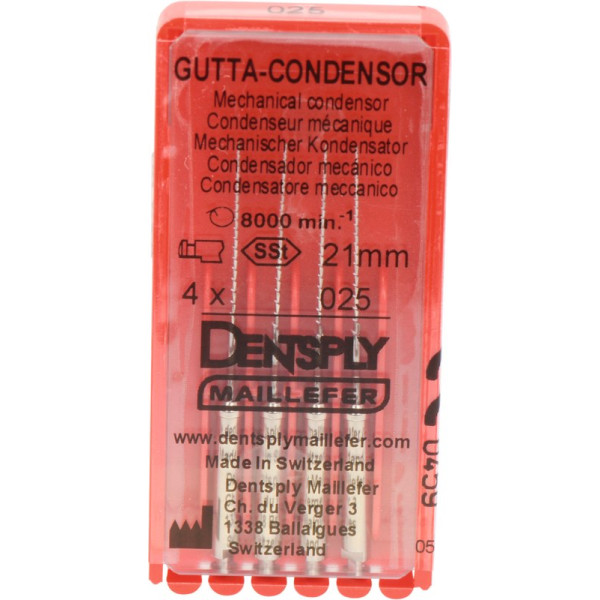 025
GUTTA-CONDENSOR
Mechanical condensor
Condenseur mécanique
Mechanischer Kondensator
Condensador mecánico
Condensatore meccanico
8000 min.-1
SSt 21mm
4 x 025
DENTSPLY
MAILLEFER
www.dentsplymaillefer.com
Made In Switzerland
Dentsply Maillefer
Ch. du Verger 3
1338 Ballaigues
Switzerland
05